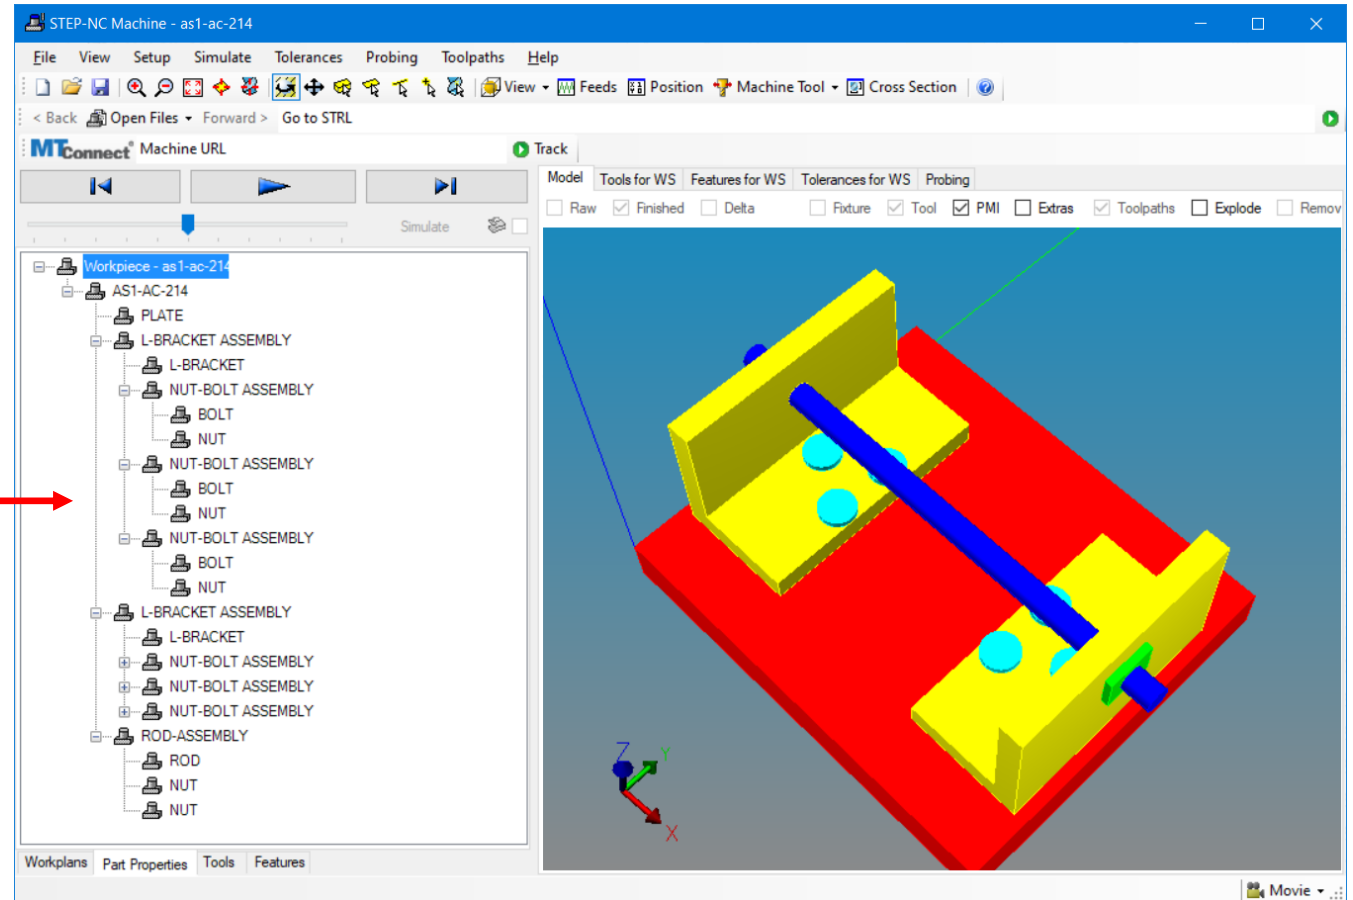 STEP-NC Machine - as1-ac-214
File View Setup Simulate Tolerances Probing Toolpaths Help
View Feeds Position Machine Tool Cross Section
< Back Open Files Forward > Go to STRL
MTConnect® Machine URL Track
Model Tools for WS Features for WS Tolerances for WS Probing
Raw Finished Delta Fixture Tool PMI Extras Toolpaths Explode Remov
Simulate
Workpiece - as1-ac-214
AS1-AC-214
PLATE
L-BRACKET ASSEMBLY
L-BRACKET
NUT-BOLT ASSEMBLY
BOLT
NUT
NUT-BOLT ASSEMBLY
BOLT
NUT
NUT-BOLT ASSEMBLY
BOLT
NUT
L-BRACKET ASSEMBLY
L-BRACKET
NUT-BOLT ASSEMBLY
NUT-BOLT ASSEMBLY
NUT-BOLT ASSEMBLY
ROD-ASSEMBLY
ROD
NUT
NUT
Z Y
X
Workplans Part Properties Tools Features
Movie